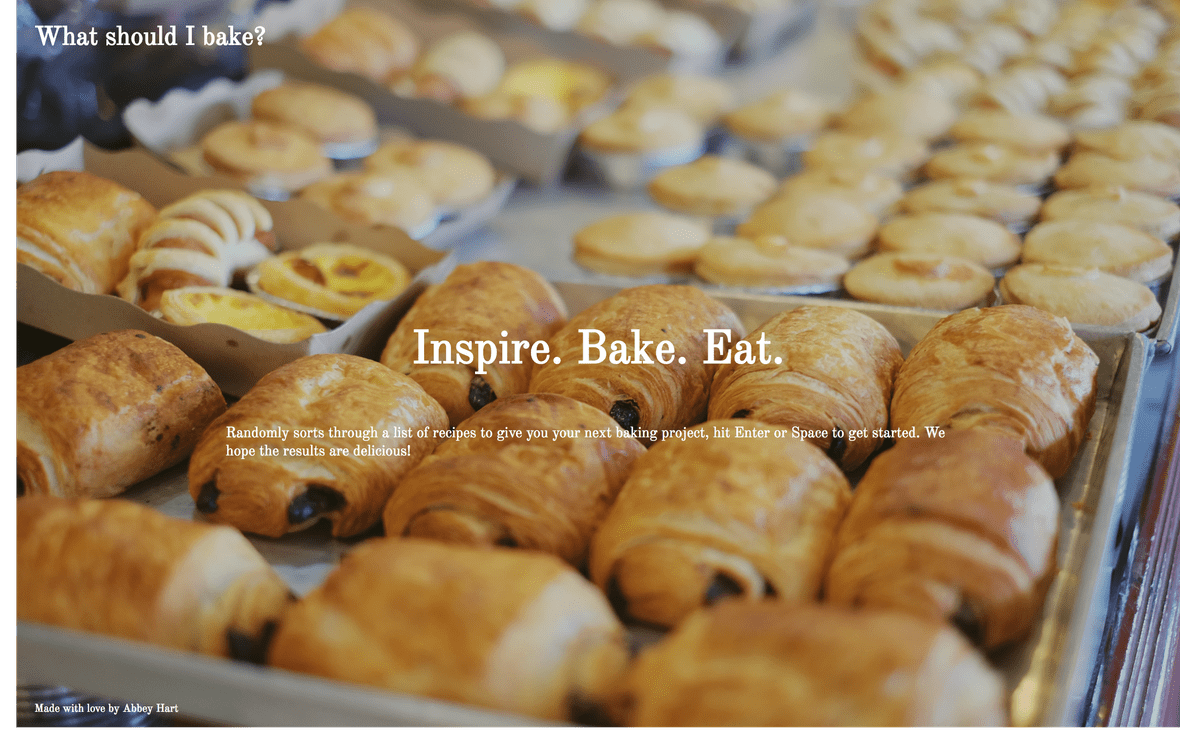 What should I bake?
Inspire. Bake. Eat.
Randomly sorts through a list of recipes to give you your next baking project, hit Enter or Space to get started. We
hope the results are delicious!
Made with love by Abbey Hart